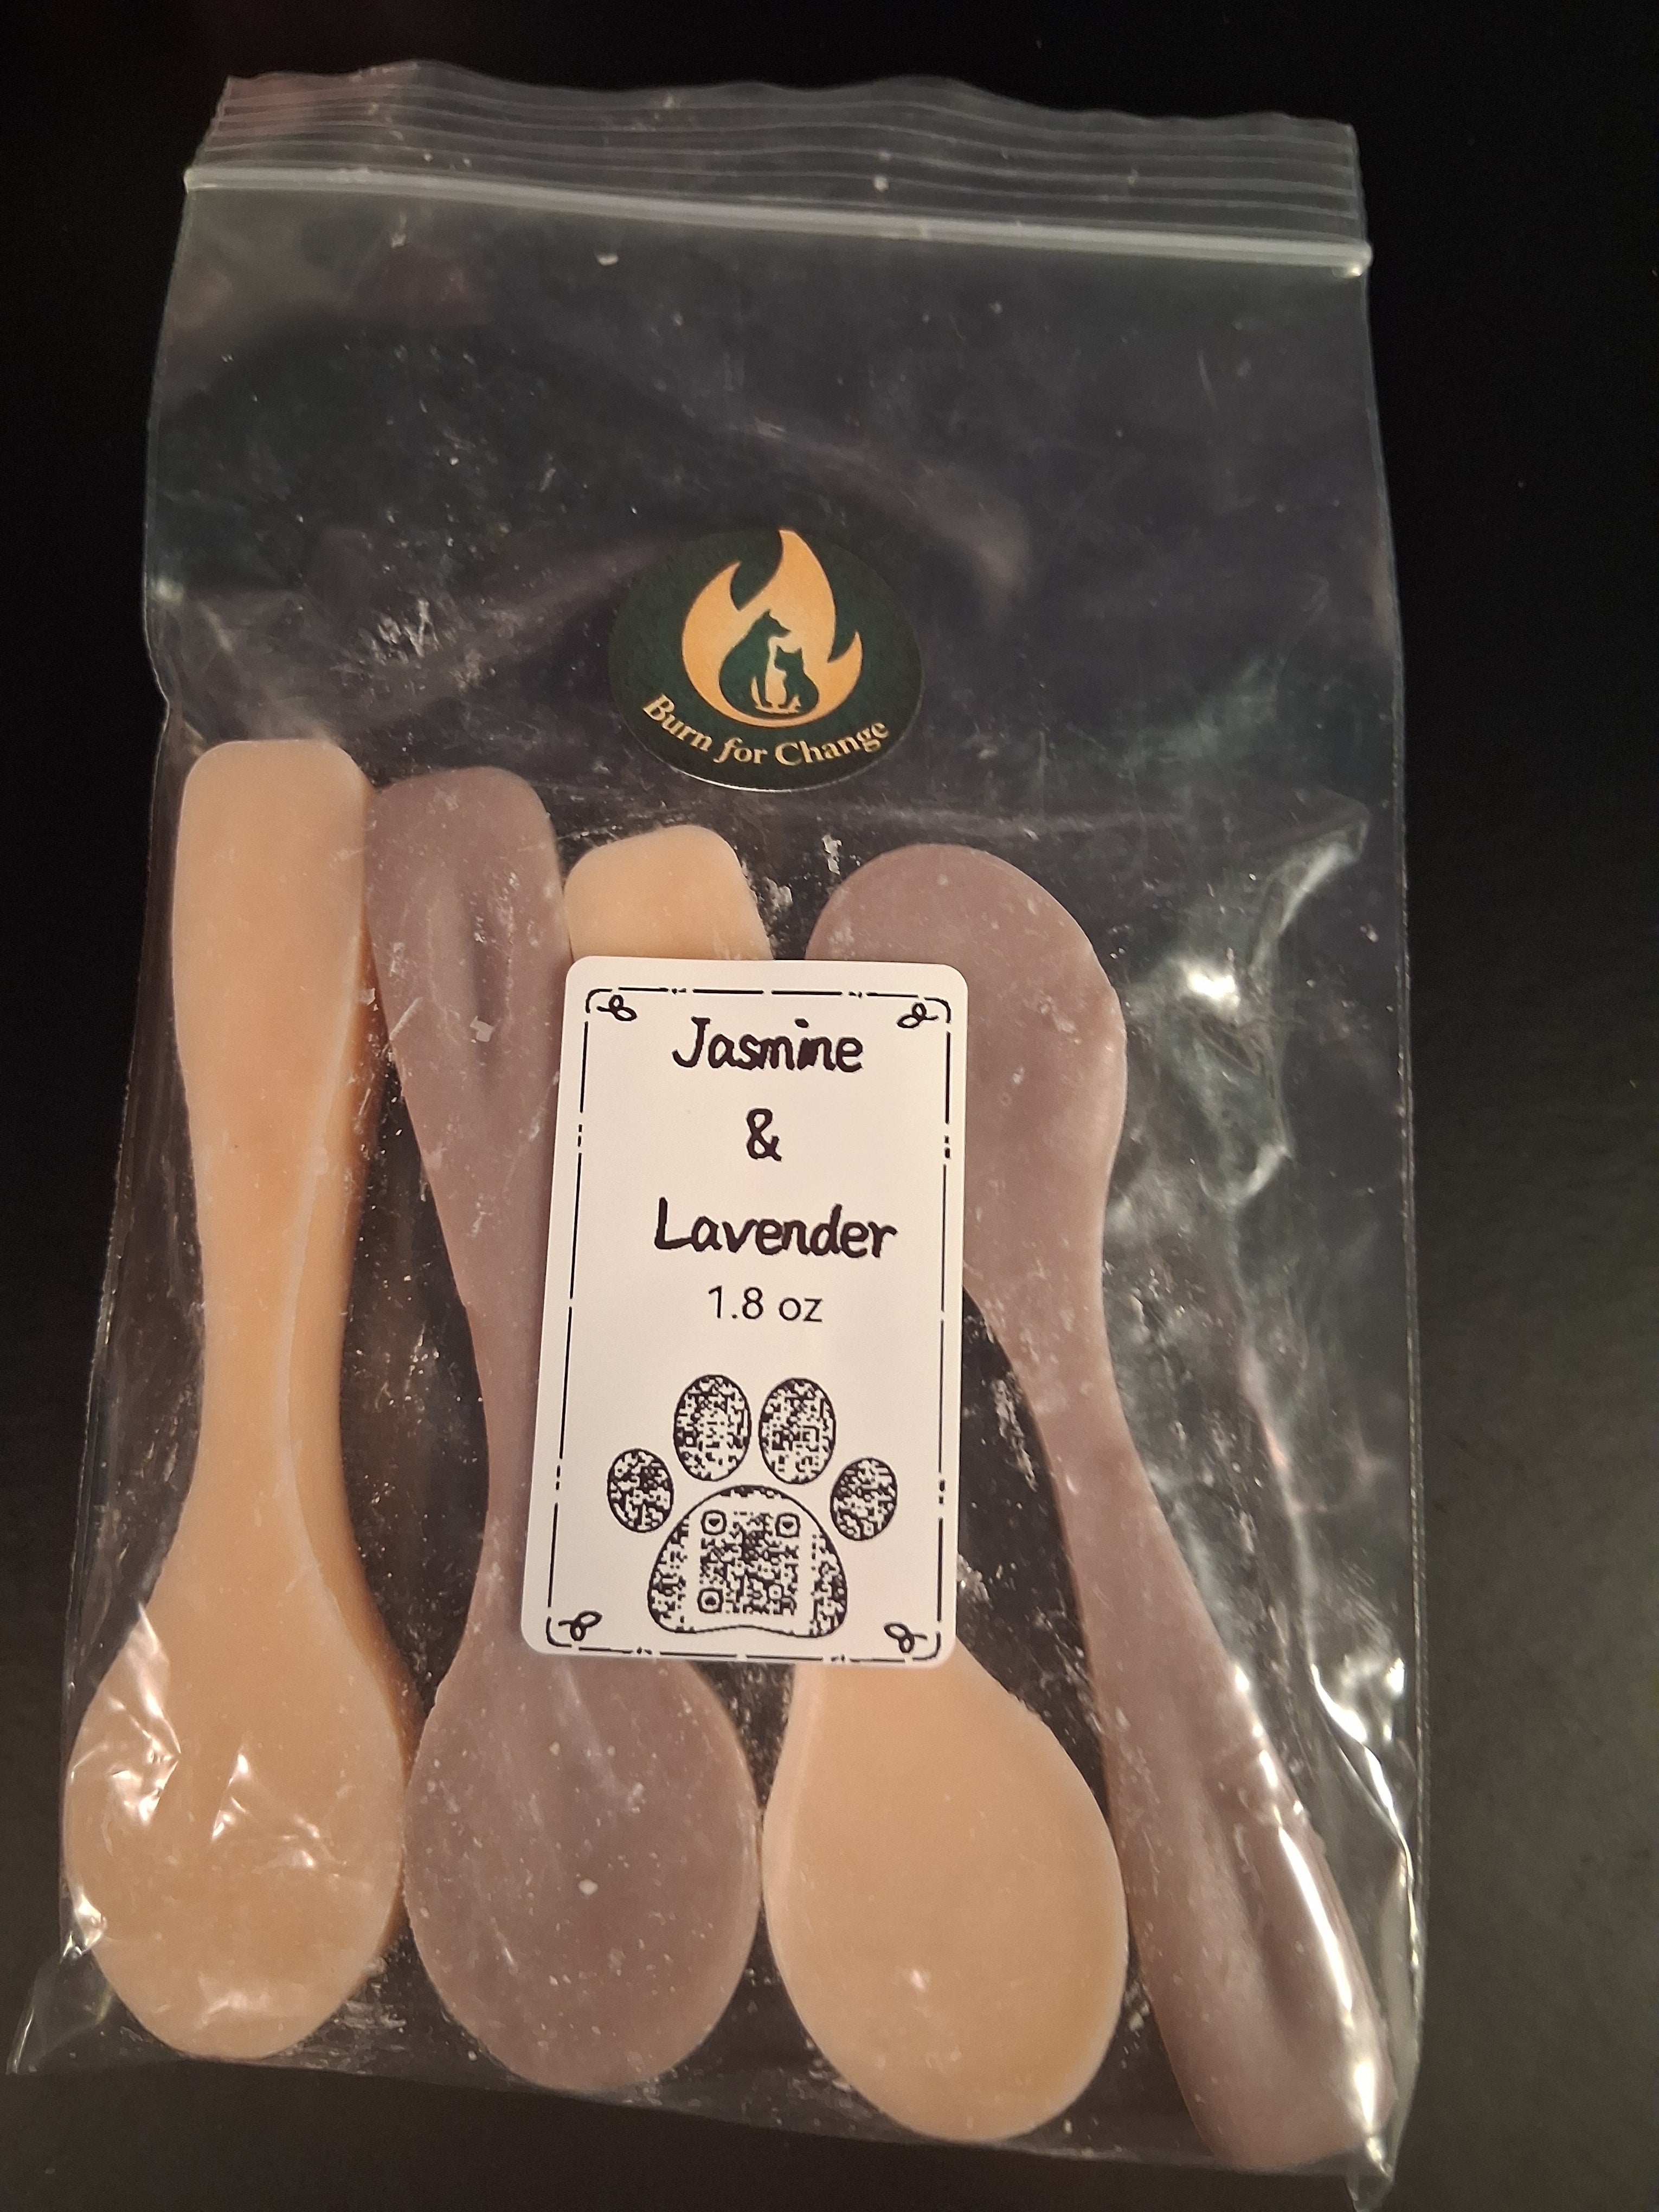 Burn for Change
Jasmine
&
Lavender
1.8 oz